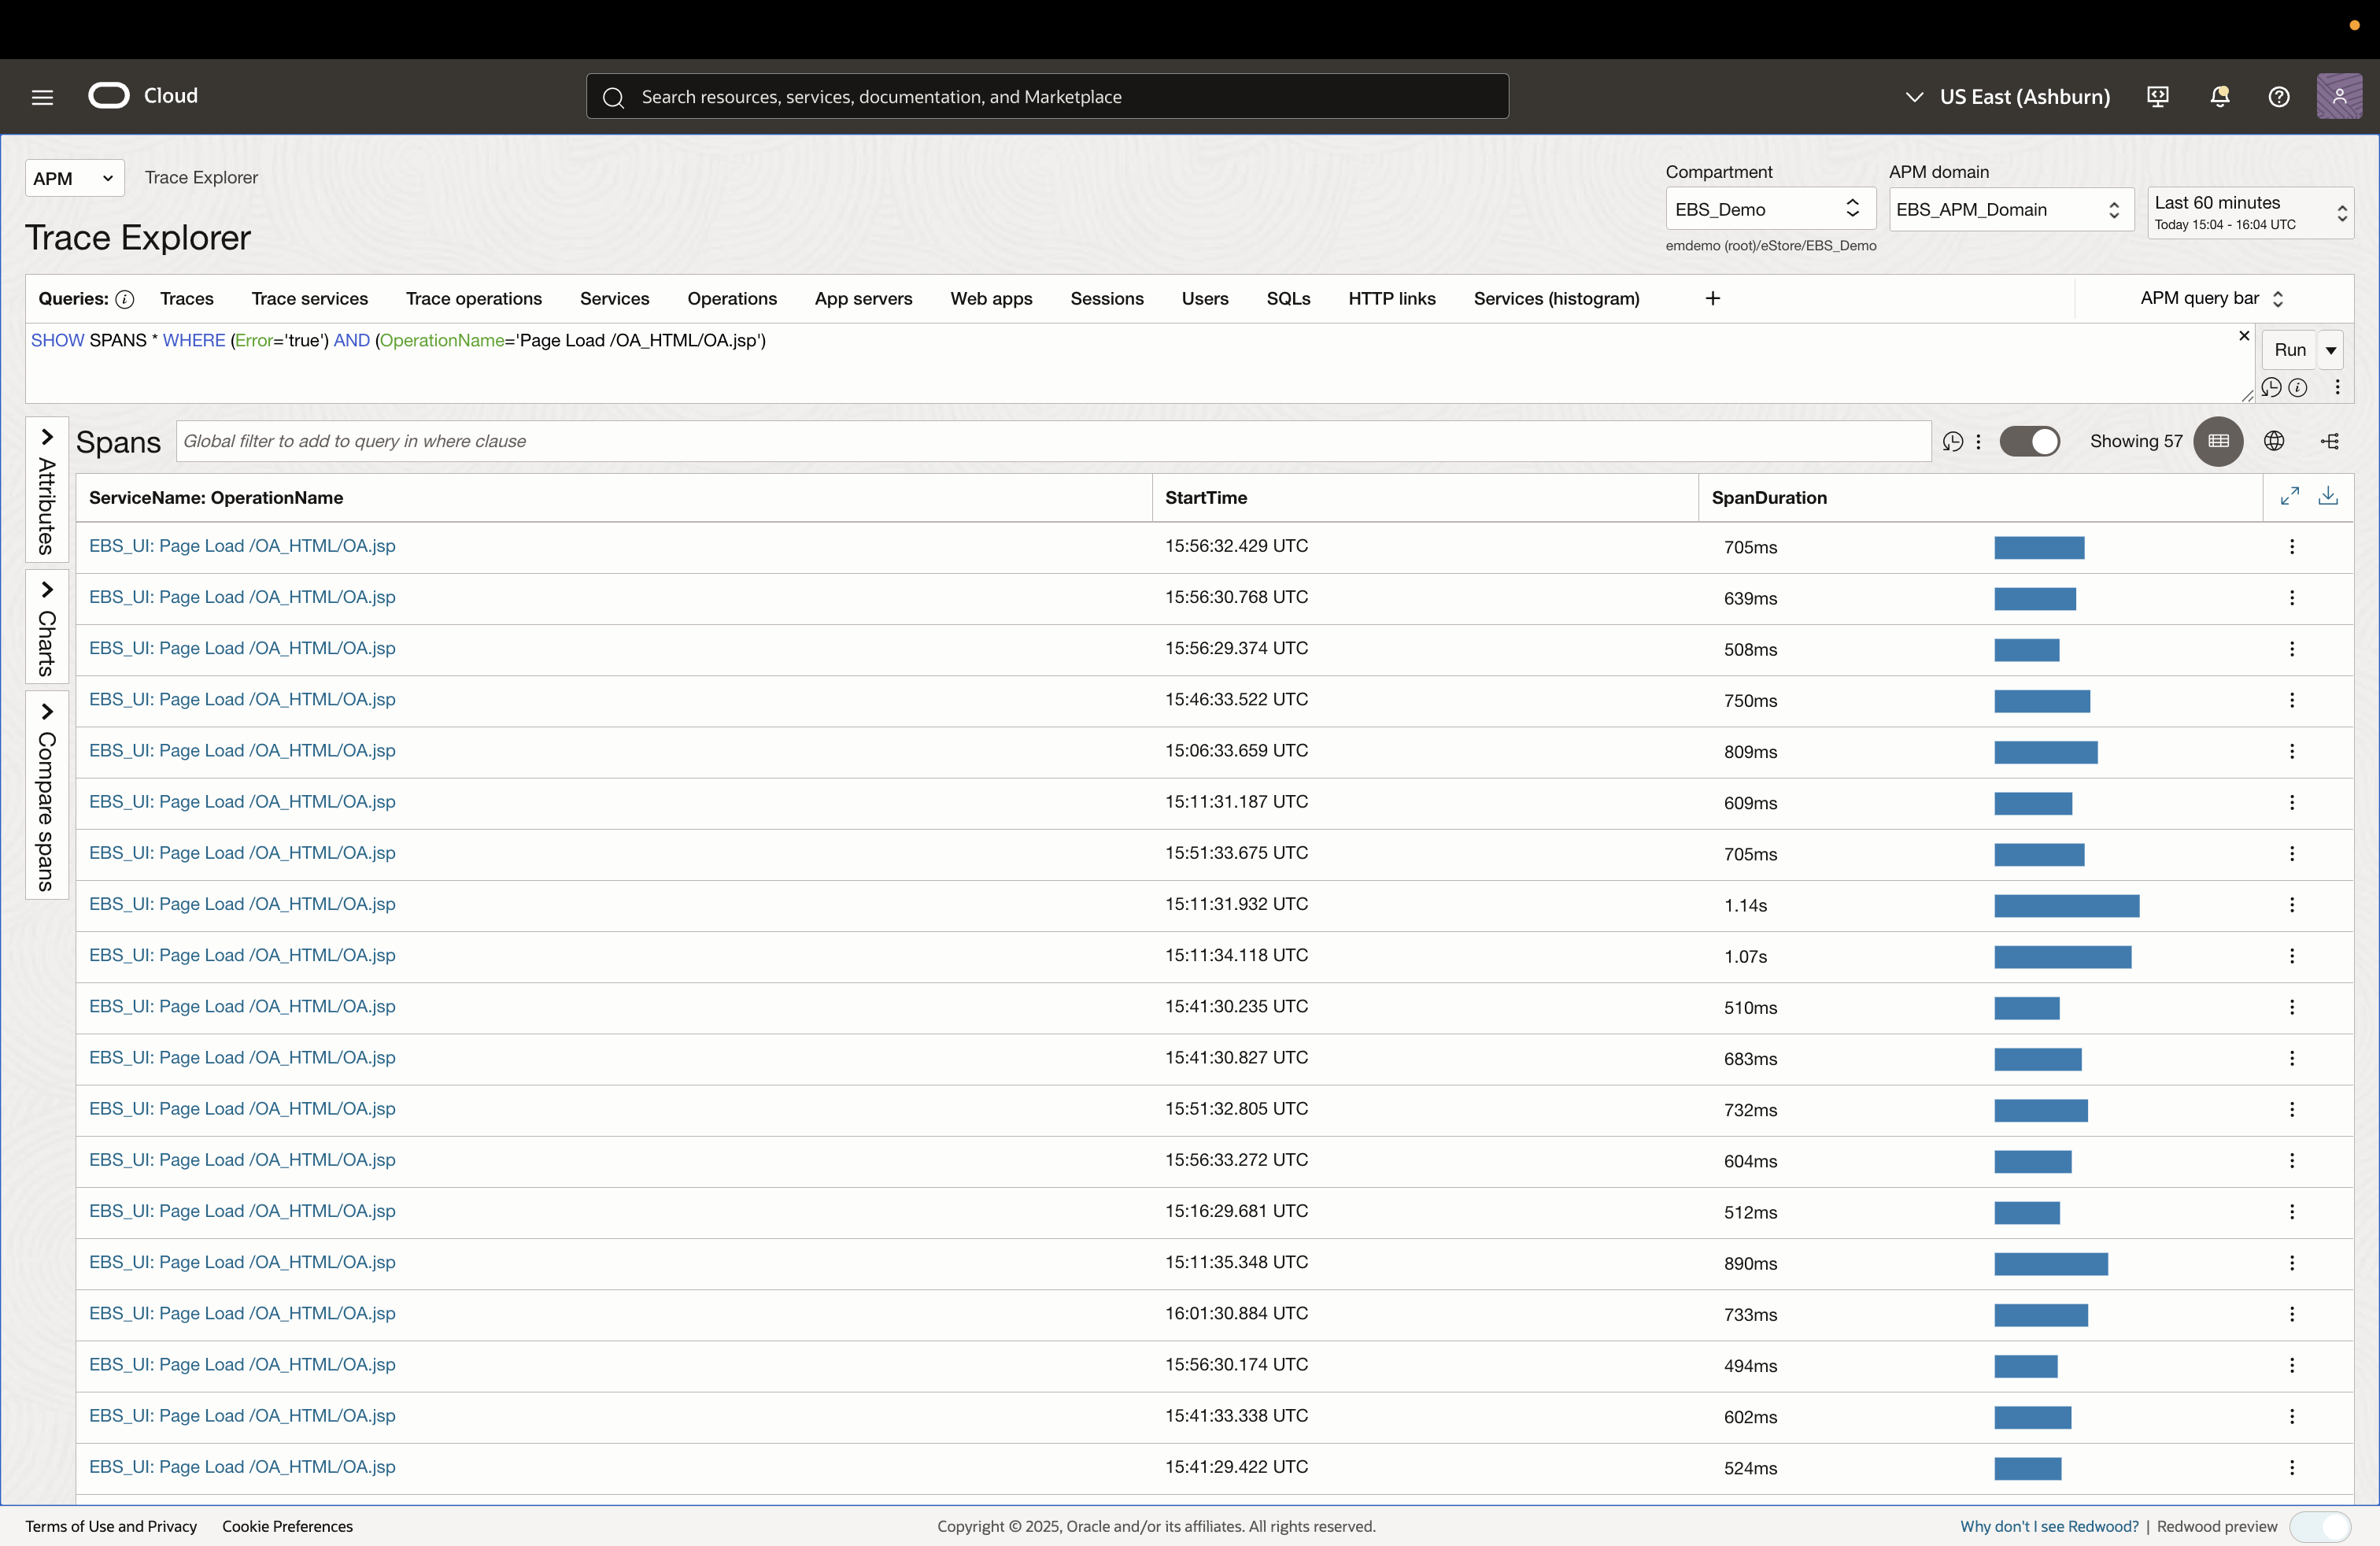 Cloud
Search resources, services, documentation, and Marketplace
US East (Ashburn)
APM
Trace Explorer
Compartment
APM domain
EBS_Demo
EBS_APM_Domain
Last 60 minutes
Today 15:04 - 16:04 UTC
emdemo (root)/eStore/EBS_Demo
Trace Explorer
Queries: Traces Trace services Trace operations Services Operations App servers Web apps Sessions Users SQLs HTTP links Services (histogram) + APM query bar
SHOW SPANS * WHERE (Error='true') AND (OperationName='Page Load /OA_HTML/OA.jsp')
Run
Attributes
Charts
Compare spans
Spans Global filter to add to query in where clause Showing 57
ServiceName: OperationName StartTime SpanDuration
EBS_UI: Page Load /OA_HTML/OA.jsp 15:56:32.429 UTC 705ms
EBS_UI: Page Load /OA_HTML/OA.jsp 15:56:30.768 UTC 639ms
EBS_UI: Page Load /OA_HTML/OA.jsp 15:56:29.374 UTC 508ms
EBS_UI: Page Load /OA_HTML/OA.jsp 15:46:33.522 UTC 750ms
EBS_UI: Page Load /OA_HTML/OA.jsp 15:06:33.659 UTC 809ms
EBS_UI: Page Load /OA_HTML/OA.jsp 15:11:31.187 UTC 609ms
EBS_UI: Page Load /OA_HTML/OA.jsp 15:51:33.675 UTC 705ms
EBS_UI: Page Load /OA_HTML/OA.jsp 15:11:31.932 UTC 1.14s
EBS_UI: Page Load /OA_HTML/OA.jsp 15:11:34.118 UTC 1.07s
EBS_UI: Page Load /OA_HTML/OA.jsp 15:41:30.235 UTC 510ms
EBS_UI: Page Load /OA_HTML/OA.jsp 15:41:30.827 UTC 683ms
EBS_UI: Page Load /OA_HTML/OA.jsp 15:51:32.805 UTC 732ms
EBS_UI: Page Load /OA_HTML/OA.jsp 15:56:33.272 UTC 604ms
EBS_UI: Page Load /OA_HTML/OA.jsp 15:16:29.681 UTC 512ms
EBS_UI: Page Load /OA_HTML/OA.jsp 15:11:35.348 UTC 890ms
EBS_UI: Page Load /OA_HTML/OA.jsp 16:01:30.884 UTC 733ms
EBS_UI: Page Load /OA_HTML/OA.jsp 15:56:30.174 UTC 494ms
EBS_UI: Page Load /OA_HTML/OA.jsp 15:41:33.338 UTC 602ms
EBS_UI: Page Load /OA_HTML/OA.jsp 15:41:29.422 UTC 524ms
Terms of Use and Privacy Cookie Preferences Copyright © 2025, Oracle and/or its affiliates. All rights reserved. Why don't I see Redwood? | Redwood preview